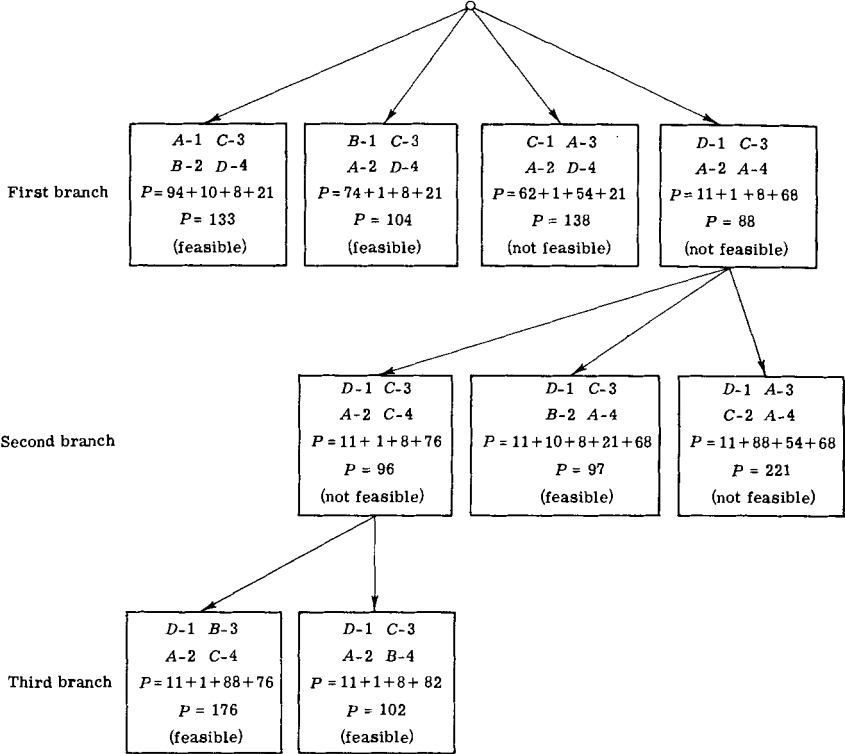 A-1 C-3
B-2 D-4
P=94+10+8+21
P = 133
(feasible)
B-1 C-3
A-2 D-4
P=74+1+8+21
P = 104
(feasible)
C-1 A-3
A-2 D-4
P=62+1+54+21
P = 138
(not feasible)
D-1 C-3
A-2 A-4
P=11+1+8+68
P = 88
(not feasible)
First branch
D-1 C-3
A-2 C-4
P=11+1+8+76
P = 96
(not feasible)
D-1 C-3
B-2 A-4
P=11+10+8+21+68
P = 97
(feasible)
D-1 A-3
C-2 A-4
P=11+88+54+68
P = 221
(not feasible)
Second branch
D-1 B-3
A-2 C-4
P=11+1+88+76
P = 176
(feasible)
D-1 C-3
A-2 B-4
P=11+1+8+82
P = 102
(feasible)
Third branch